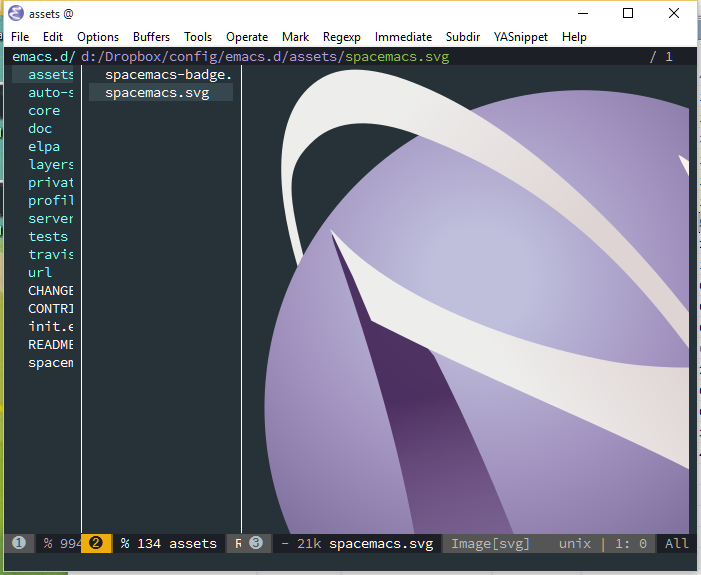 assets @
File Edit Options Buffers Tools Operate Mark Regexp Immediate Subdir YASnippet Help
emacs.d/ d:/Dropbox/config/emacs.d/assets/spacemacs.svg / 1
assets spacemacs-badge.
auto-s spacemacs.svg
core
doc
elpa
layers
privat
profil
server
tests
travis
url
CHANGE
CONTRI
init.e
README
spacem
1 % 994 2 % 134 assets R 3 - 21k spacemacs.svg Image[svg] unix | 1: 0 All